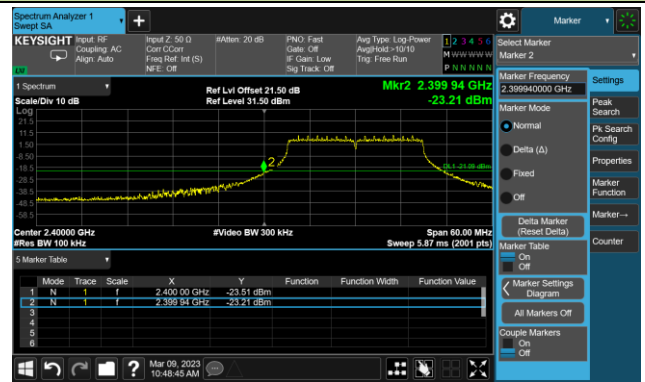 Spectrum Analyzer 1
Swept SA
+
Marker
KEYSIGHT
Input: RF
Coupling: AC
Align: Auto
Input Z: 50 Ω
Corr CCorr
Freq Ref: Int (S)
NFE: Off
#Atten: 20 dB
PNO: Fast
Gate: Off
IF Gain: Low
Sig Track: Off
Avg Type: Log-Power
Avg|Hold:>10/10
Trig: Free Run
1 2 3 4 5 6
M W W W W W
P N N N N N
LW
1 Spectrum
Scale/Div 10 dB
Log
Ref Lvl Offset 21.50 dB
Ref Level 31.50 dBm
Mkr2 2.399 94 GHz
-23.21 dBm
21.5
11.5
1.50
-8.50
-18.5
-28.5
-38.5
-48.5
-58.5
2
DL1 -21.09 dBm
Center 2.40000 GHz
#Res BW 100 kHz
#Video BW 300 kHz
Span 60.00 MHz
Sweep 5.87 ms (2001 pts)
5 Marker Table
Mode Trace Scale X Y Function Function Width Function Value
1 N 1 f 2.400 00 GHz -23.51 dBm
2 N 1 f 2.399 94 GHz -23.21 dBm
3
4
5
6
Select Marker
Marker 2
Marker Frequency
2.399940000 GHz
Marker Mode
Normal
Delta (Δ)
Fixed
Off
Delta Marker
(Reset Delta)
Marker Table
On
Off
Marker Settings
Diagram
All Markers Off
Couple Markers
On
Off
Settings
Peak
Search
Pk Search
Config
Properties
Marker
Function
Marker→
Counter
?
Mar 09, 2023
10:48:45 AM